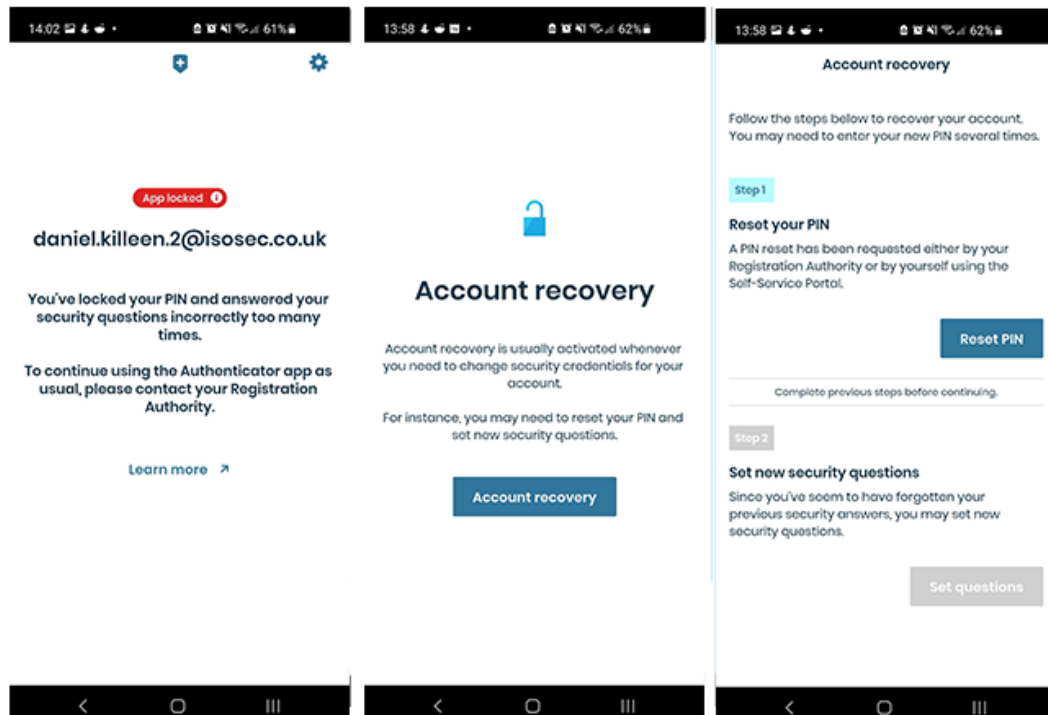 14:02
61%
App locked
daniel.killeen.2@isosec.co.uk
You've locked your PIN and answered your
security questions incorrectly too many
times.
To continue using the Authenticator app as
usual, please contact your Registration
Authority.
Learn more
13:58
62%
Account recovery
Account recovery is usually activated whenever
you need to change security credentials for your
account.
For instance, you may need to reset your PIN and
set new security questions.
Account recovery
13:58
62%
Account recovery
Follow the steps below to recover your account.
You may need to enter your new PIN several times.
Step 1
Reset your PIN
A PIN reset has been requested either by your
Registration Authority or by yourself using the
Self-Service Portal.
Reset PIN
Complete previous steps before continuing.
Step 2
Set new security questions
Since you've seem to have forgotten your
previous security answers, you may set new
security questions.
Set questions